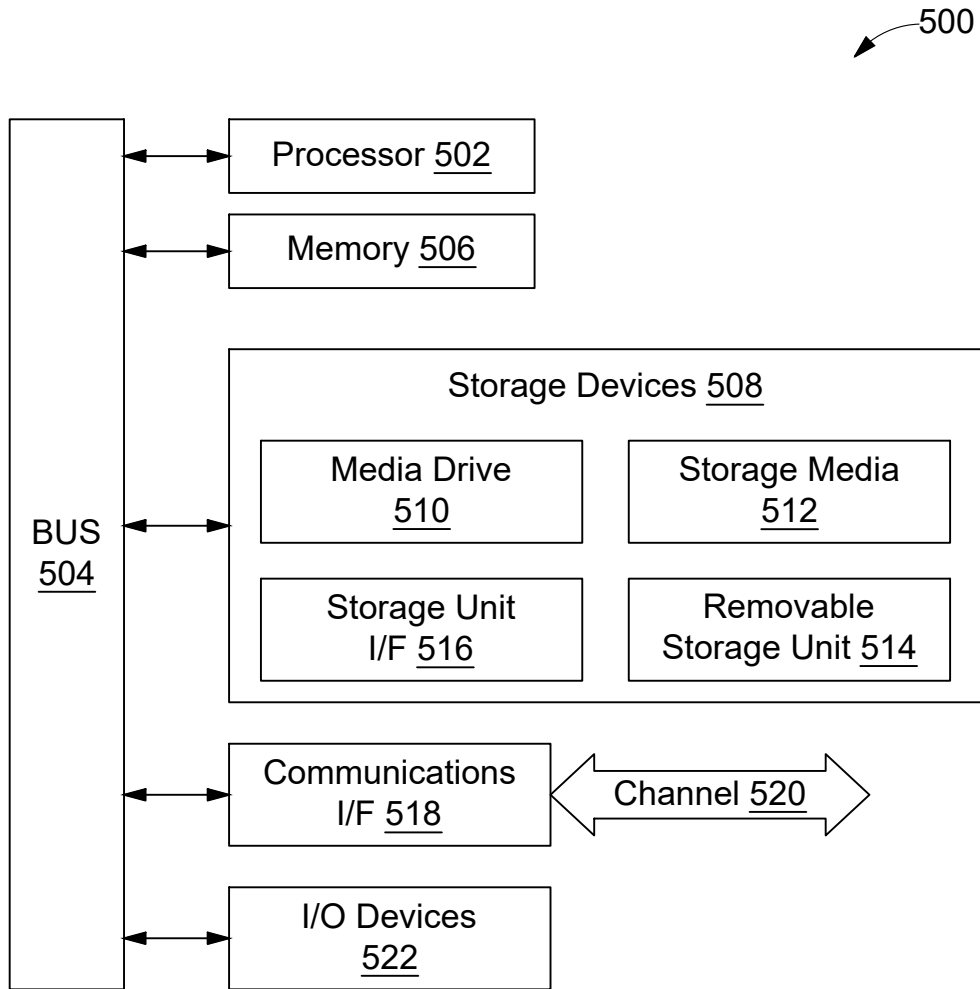 500
Processor 502
Memory 506
Storage Devices 508
Media Drive
510
Storage Media
512
BUS
504
Storage Unit
I/F 516
Removable
Storage Unit 514
Communications
I/F 518
Channel 520
I/O Devices
522